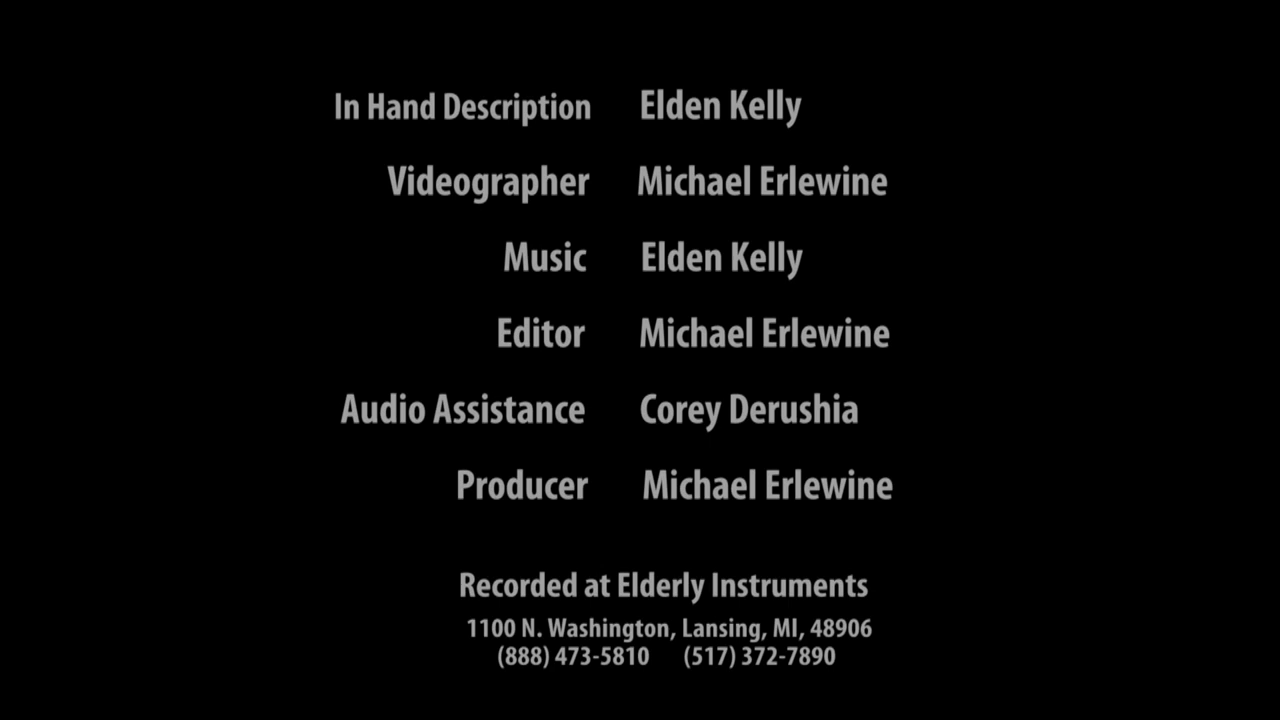 In Hand Description Elden Kelly
Videographer Michael Erlewine
Music Elden Kelly
Editor Michael Erlewine
Audio Assistance Corey Derushia
Producer Michael Erlewine
Recorded at Elderly Instruments
1100 N. Washington, Lansing, MI, 48906
(888) 473-5810 (517) 372-7890